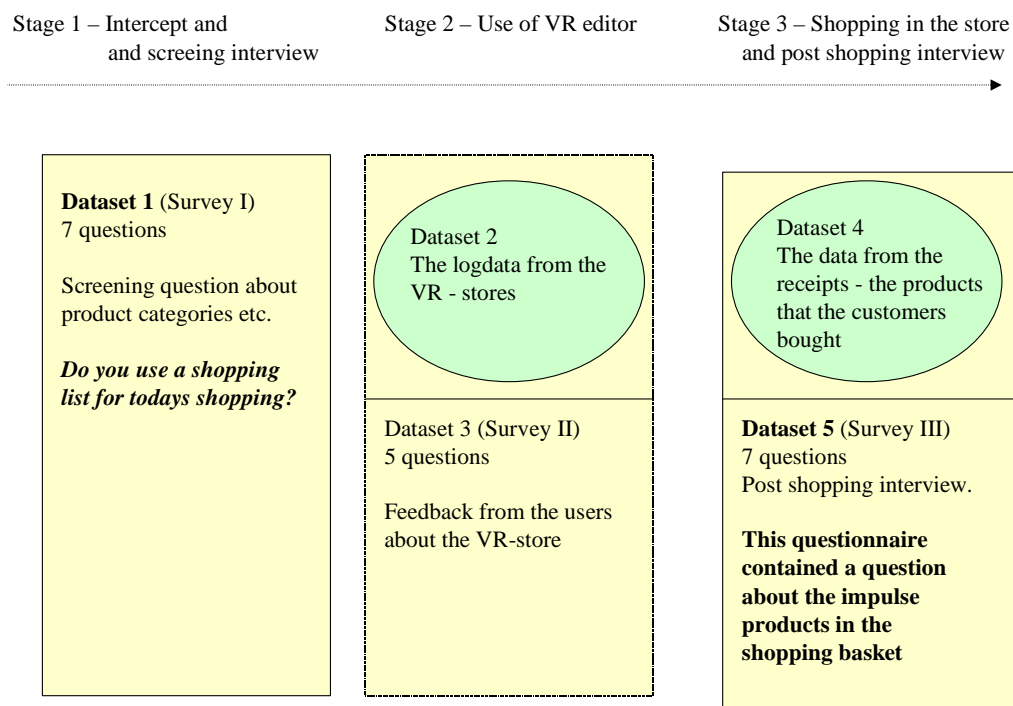 Stage 1 – Intercept and
and screeing interview
Stage 2 – Use of VR editor
Stage 3 – Shopping in the store
and post shopping interview
Dataset 1 (Survey I)
7 questions
Screening question about
product categories etc.
Do you use a shopping
list for todays shopping?
Dataset 2
The logdata from the
VR - stores
Dataset 3 (Survey II)
5 questions
Feedback from the users
about the VR-store
Dataset 4
The data from the
receipts - the products
that the customers
bought
Dataset 5 (Survey III)
7 questions
Post shopping interview.
This questionnaire
contained a question
about the impulse
products in the
shopping basket